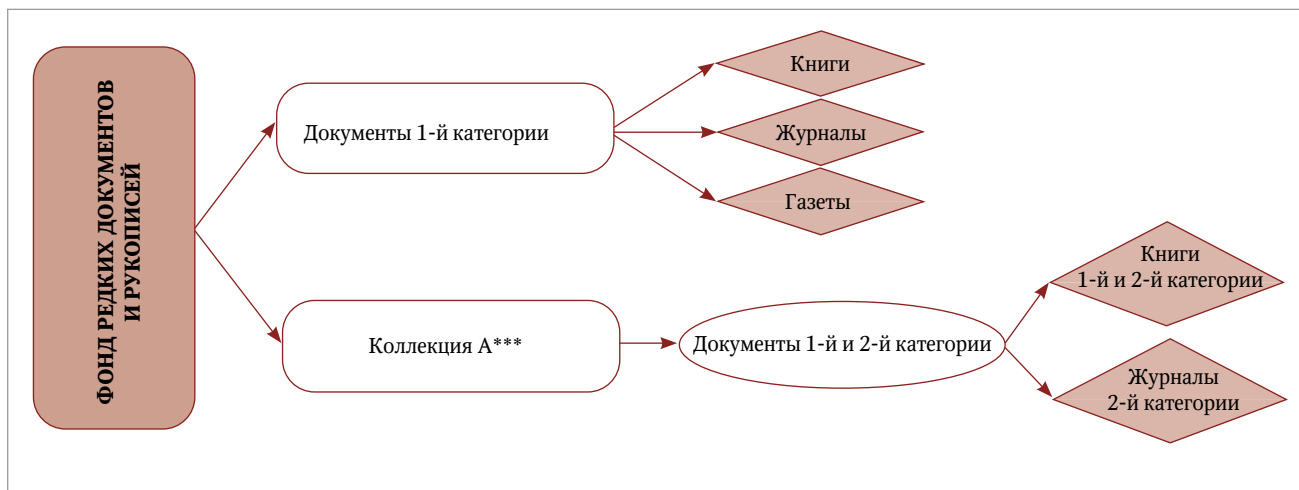 ФОНД РЕДКИХ ДОКУМЕНТОВ
И РУКОПИСЕЙ
Документы 1-й категории
Книги
Журналы
Газеты
Коллекция А***
Документы 1-й и 2-й категории
Книги
1-й и 2-й категории
Журналы
2-й категории